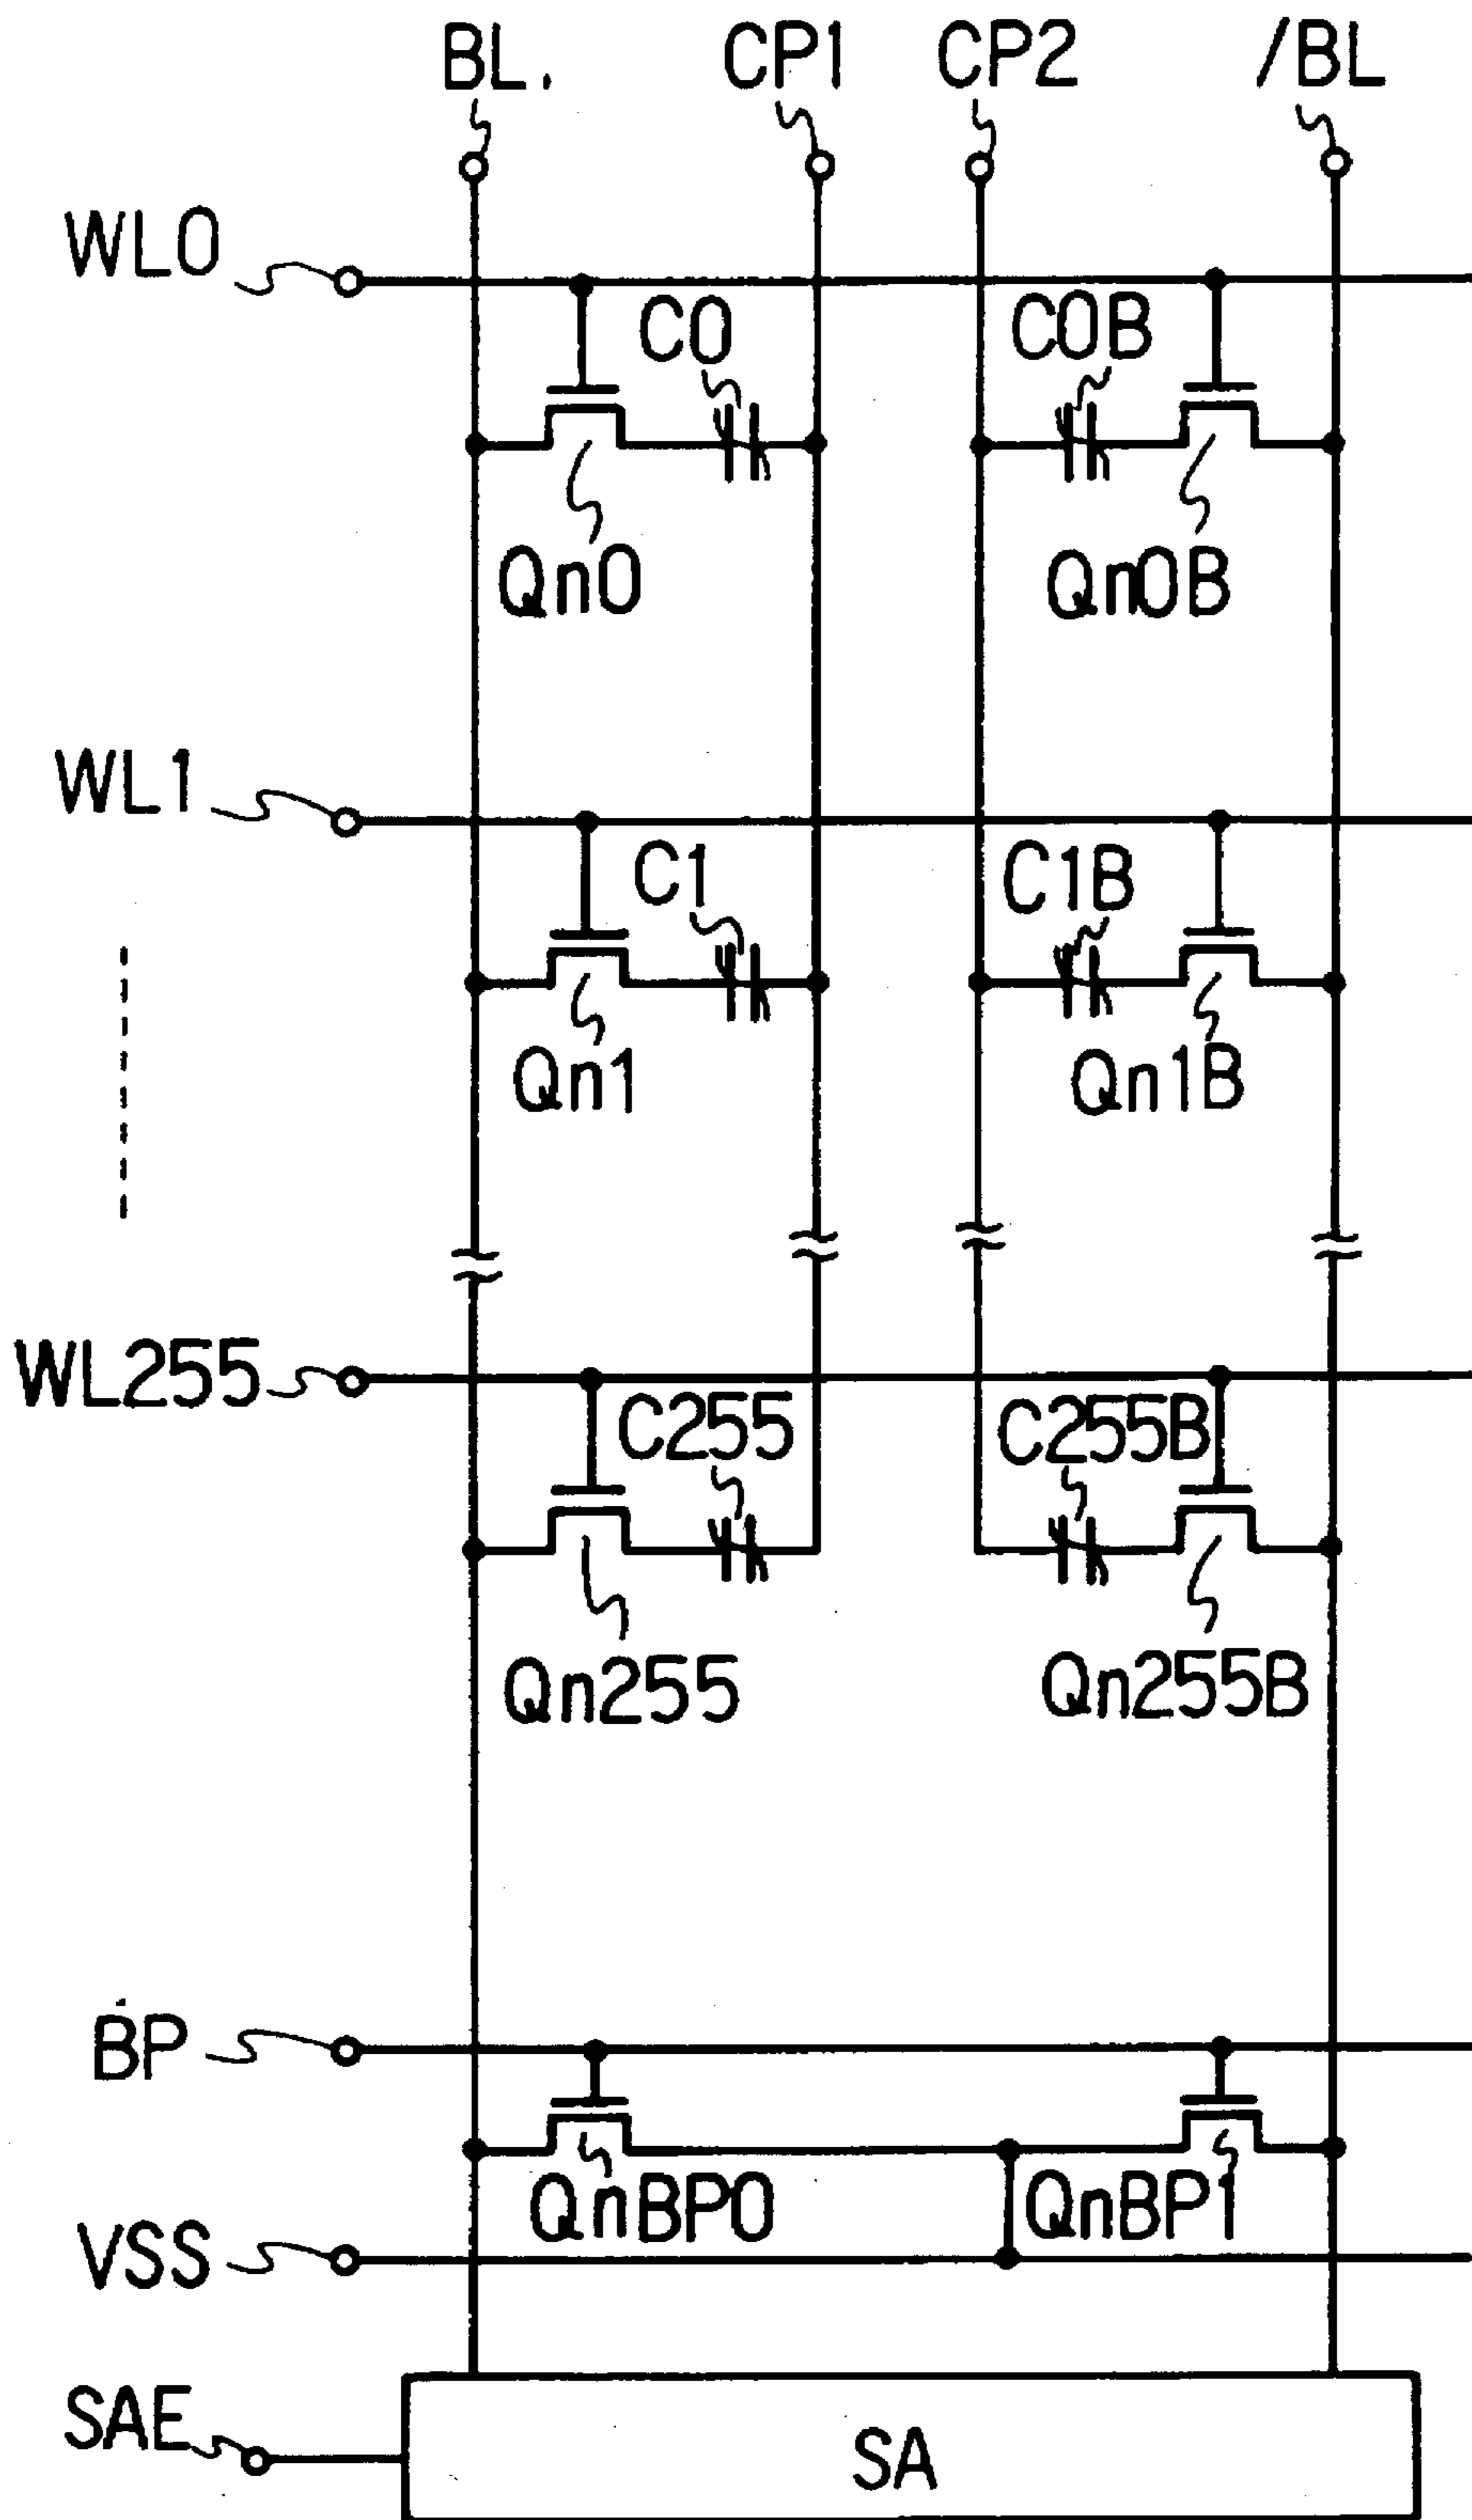 BL. CP1 CP2 /BL
WL0
C0 C0B
Qn0 Qn0B
WL1
C1 C1B
Qn1 Qn1B
WL255
C255 C255B
Qn255 Qn255B
BP
QnBP0 QnBP1
VSS
SAE
SA